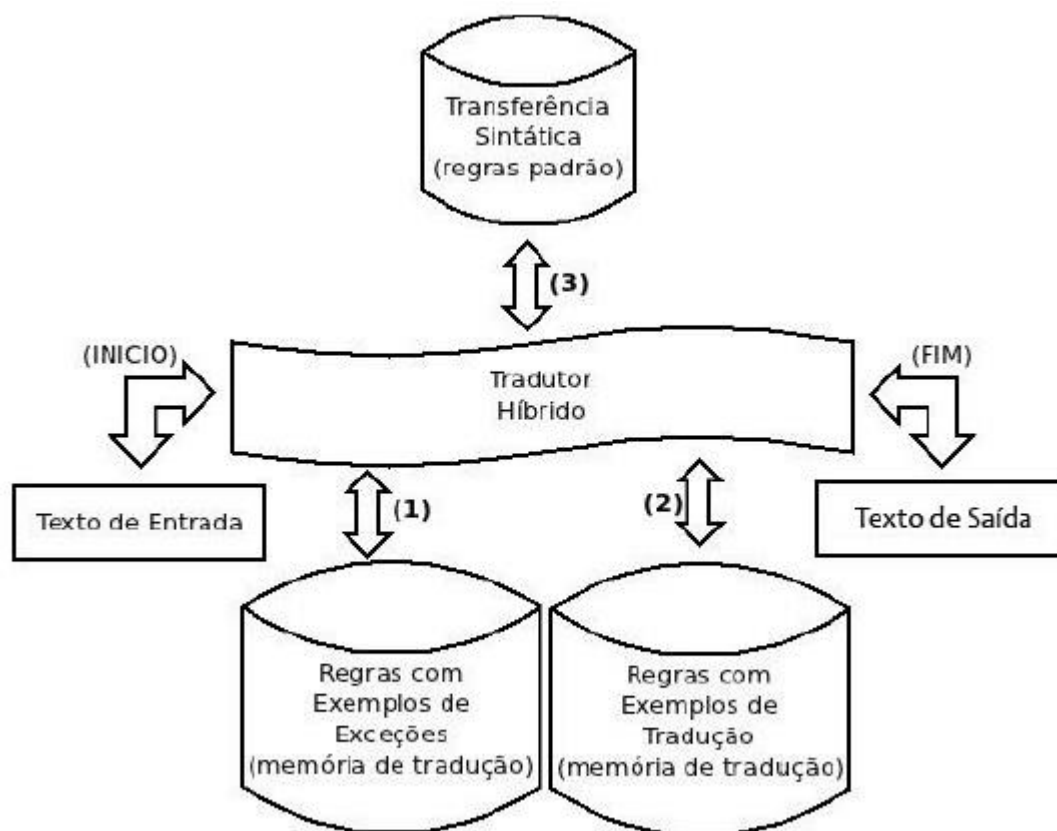 Transferência
Sintática
(regras padrão)
(3)
(INICIO)
(FIM)
Tradutor
Híbrido
Texto de Entrada
(1)
(2)
Texto de Saída
Regras com
Exemplos de
Exceções
(memória de tradução)
Regras com
Exemplos de
Tradução
(memória de tradução)